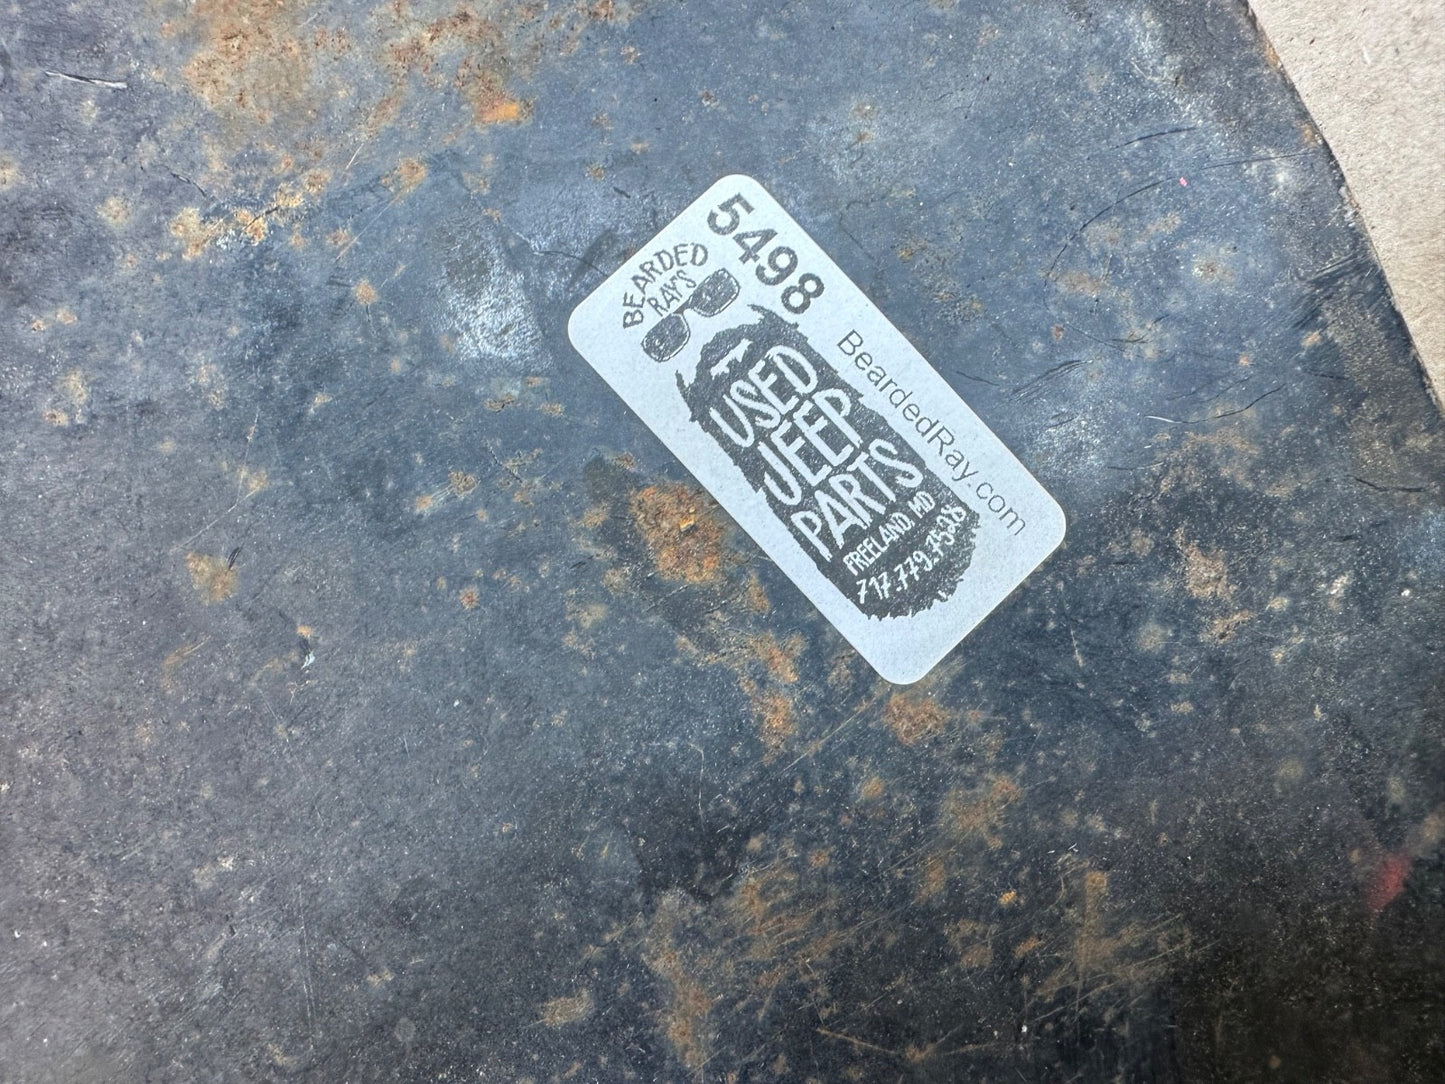 5498
BEARDED
RAY'S
USED
JEEP
PARTS
FREELAND, MD
717.779.7528
BeardedRay.com